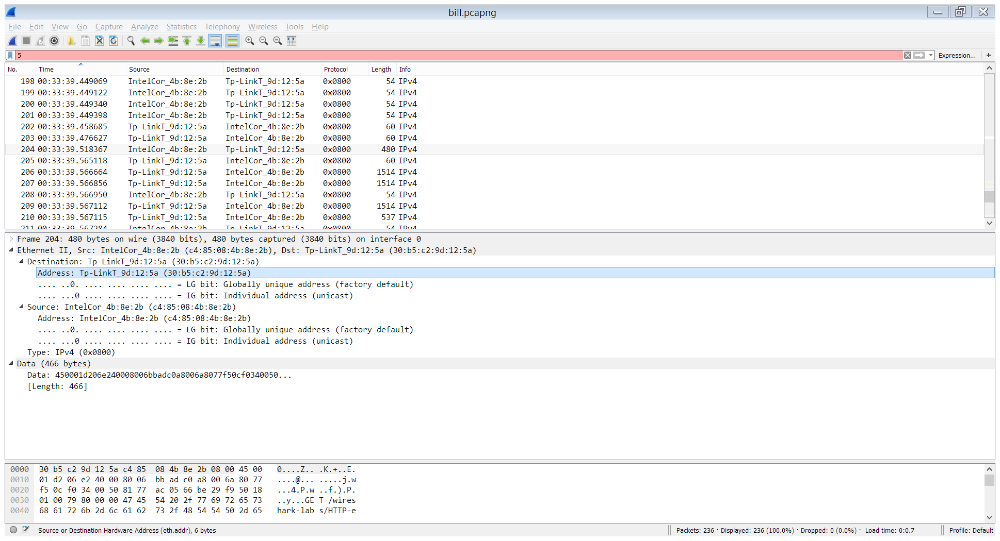 bill.pcapng
File Edit View Go Capture Analyze Statistics Telephony Wireless Tools Help
5 Expression... +
No. Time Source Destination Protocol Length Info
198 00:33:39.449069 IntelCor_4b:8e:2b Tp-LinkT_9d:12:5a 0x0800 54 IPv4
199 00:33:39.449122 IntelCor_4b:8e:2b Tp-LinkT_9d:12:5a 0x0800 54 IPv4
200 00:33:39.449340 IntelCor_4b:8e:2b Tp-LinkT_9d:12:5a 0x0800 54 IPv4
201 00:33:39.449398 IntelCor_4b:8e:2b Tp-LinkT_9d:12:5a 0x0800 54 IPv4
202 00:33:39.458685 Tp-LinkT_9d:12:5a IntelCor_4b:8e:2b 0x0800 60 IPv4
203 00:33:39.476627 Tp-LinkT_9d:12:5a IntelCor_4b:8e:2b 0x0800 60 IPv4
204 00:33:39.518367 IntelCor_4b:8e:2b Tp-LinkT_9d:12:5a 0x0800 480 IPv4
205 00:33:39.565118 Tp-LinkT_9d:12:5a IntelCor_4b:8e:2b 0x0800 60 IPv4
206 00:33:39.566664 Tp-LinkT_9d:12:5a IntelCor_4b:8e:2b 0x0800 1514 IPv4
207 00:33:39.566856 Tp-LinkT_9d:12:5a IntelCor_4b:8e:2b 0x0800 1514 IPv4
208 00:33:39.566950 IntelCor_4b:8e:2b Tp-LinkT_9d:12:5a 0x0800 54 IPv4
209 00:33:39.567112 Tp-LinkT_9d:12:5a IntelCor_4b:8e:2b 0x0800 1514 IPv4
210 00:33:39.567115 Tp-LinkT_9d:12:5a IntelCor_4b:8e:2b 0x0800 537 IPv4
211 00:33:39.567284 IntelCor_4b:8e:2b Tp-LinkT_9d:12:5a 0x0800 54 IPv4
Frame 204: 480 bytes on wire (3840 bits), 480 bytes captured (3840 bits) on interface 0
Ethernet II, Src: IntelCor_4b:8e:2b (c4:85:08:4b:8e:2b), Dst: Tp-LinkT_9d:12:5a (30:b5:c2:9d:12:5a)
Destination: Tp-LinkT_9d:12:5a (30:b5:c2:9d:12:5a)
Address: Tp-LinkT_9d:12:5a (30:b5:c2:9d:12:5a)
.... ..0. .... .... .... .... = LG bit: Globally unique address (factory default)
.... ...0 .... .... .... .... = IG bit: Individual address (unicast)
Source: IntelCor_4b:8e:2b (c4:85:08:4b:8e:2b)
Address: IntelCor_4b:8e:2b (c4:85:08:4b:8e:2b)
.... ..0. .... .... .... .... = LG bit: Globally unique address (factory default)
.... ...0 .... .... .... .... = IG bit: Individual address (unicast)
Type: IPv4 (0x0800)
Data (466 bytes)
Data: 450001d206e240008006bbadc0a8006a8077f50cf0340050...
[Length: 466]
0000 30 b5 c2 9d 12 5a c4 85 08 4b 8e 2b 08 00 45 00 0....Z.. .K.+..E.
0010 01 d2 06 e2 40 00 80 06 bb ad c0 a8 00 6a 80 77 ....@... .....j.w
0020 f5 0c f0 34 00 50 81 77 ac 05 66 be 29 f9 50 18 ...4.P.w ..f.).P.
0030 01 00 79 80 00 00 47 45 54 20 2f 77 69 72 65 73 ..y...GE T /wires
0040 68 61 72 6b 2d 6c 61 62 73 2f 48 54 54 50 2d 65 hark-lab s/HTTP-e
Source or Destination Hardware Address (eth.addr), 6 bytes Packets: 236 · Displayed: 236 (100.0%) · Dropped: 0 (0.0%) · Load time: 0:0.7 Profile: Default